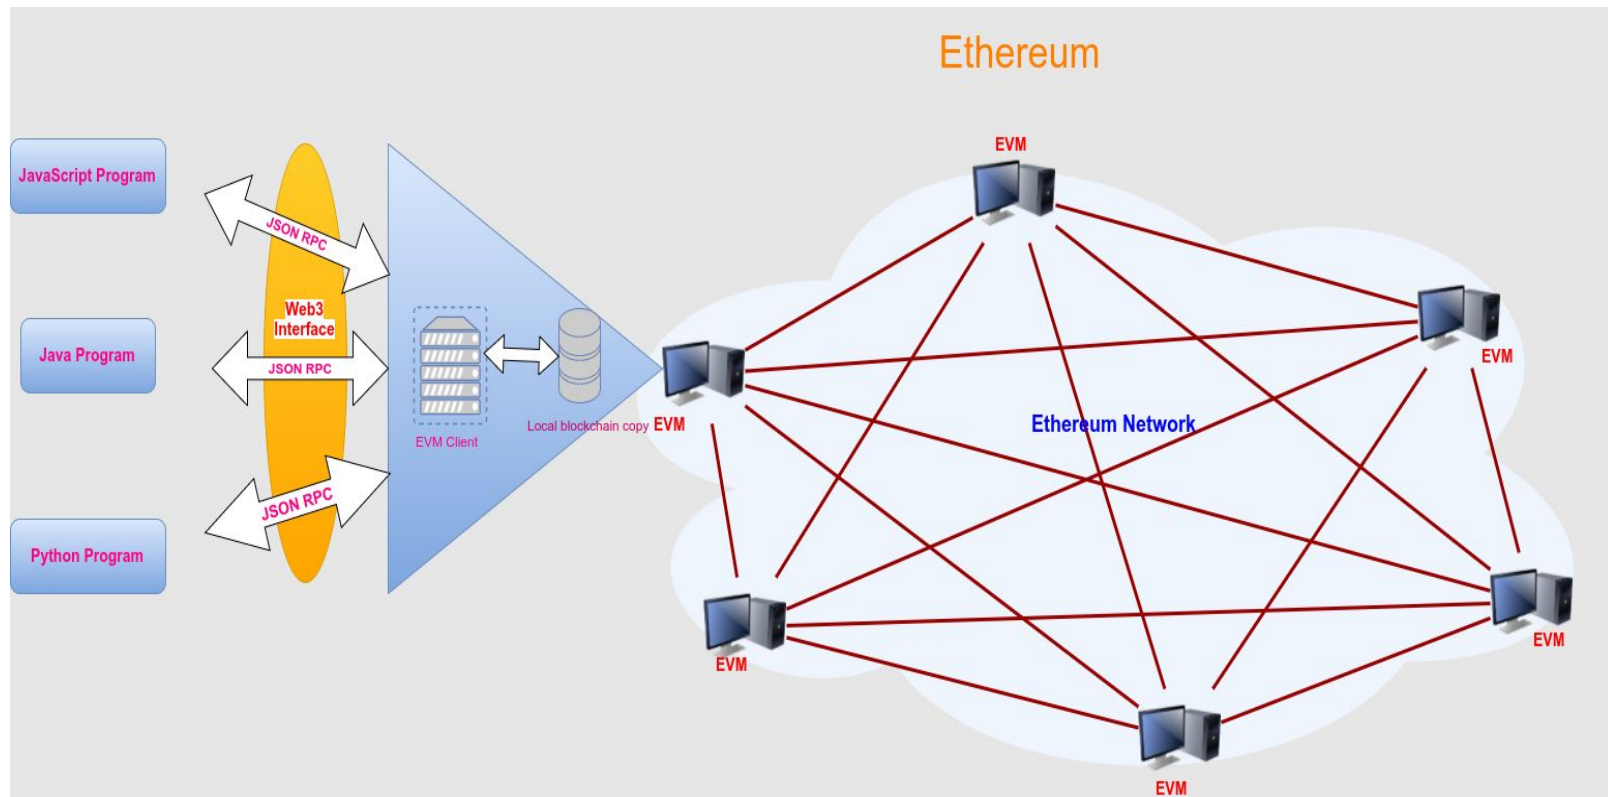 Ethereum
EVM
JavaScript Program
JSON RPC
Web3
Interface
Java Program
JSON RPC
EVM
Local blockchain copy
EVM
EVM Client
Ethereum Network
JSON RPC
Python Program
EVM
EVM
EVM